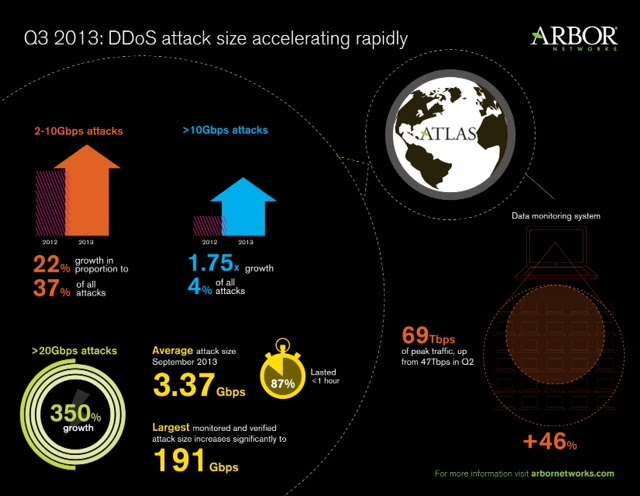 Q3 2013: DDoS attack size accelerating rapidly
ARBOR
NETWORKS
ATLAS
2-10Gbps attacks
2012
2013
22% growth in proportion to
37% of all attacks
>10Gbps attacks
2012
2013
1.75x growth
4% of all attacks
Data monitoring system
69Tbps
of peak traffic, up
from 47Tbps in Q2
+46%
>20Gbps attacks
350%
growth
Average attack size
September 2013
3.37 Gbps
87%
Lasted
<1 hour
Largest monitored and verified
attack size increases significantly to
191 Gbps
For more information visit arbornetworks.com